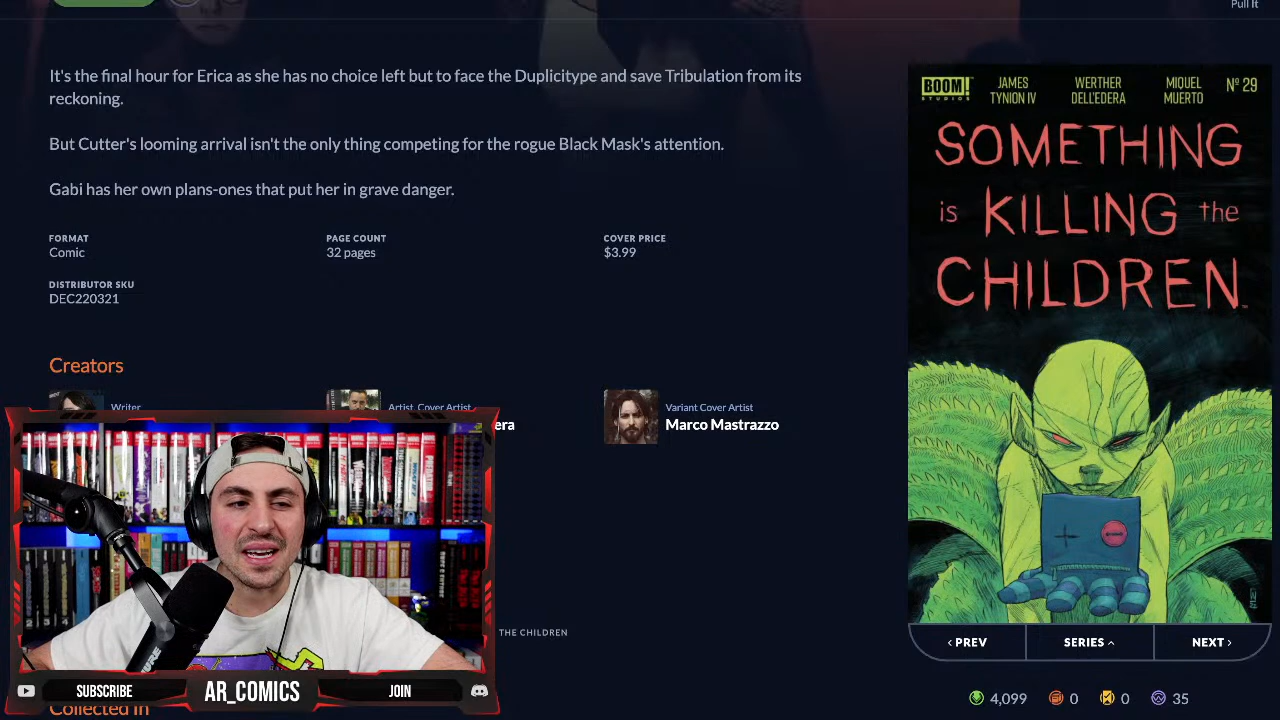 Pull It
It's the final hour for Erica as she has no choice left but to face the Duplicitype and save Tribulation from its
reckoning.
But Cutter's looming arrival isn't the only thing competing for the rogue Black Mask's attention.
Gabi has her own plans-ones that put her in grave danger.
FORMAT
Comic
PAGE COUNT
32 pages
COVER PRICE
$3.99
DISTRIBUTOR SKU
DEC220321
Creators
Writer
Artist, Cover Artist
era
Variant Cover Artist
Marco Mastrazzo
THE CHILDREN
SUBSCRIBE
AR_COMICS
JOIN
Collected In
BOOM!
STUDIOS
JAMES
TYNION IV
WERTHER
DELL'EDERA
MIQUEL
MUERTO
Nº 29
SOMETHING
is KILLING the
CHILDREN
‹ PREV
SERIES
NEXT ›
4,099
0
0
35